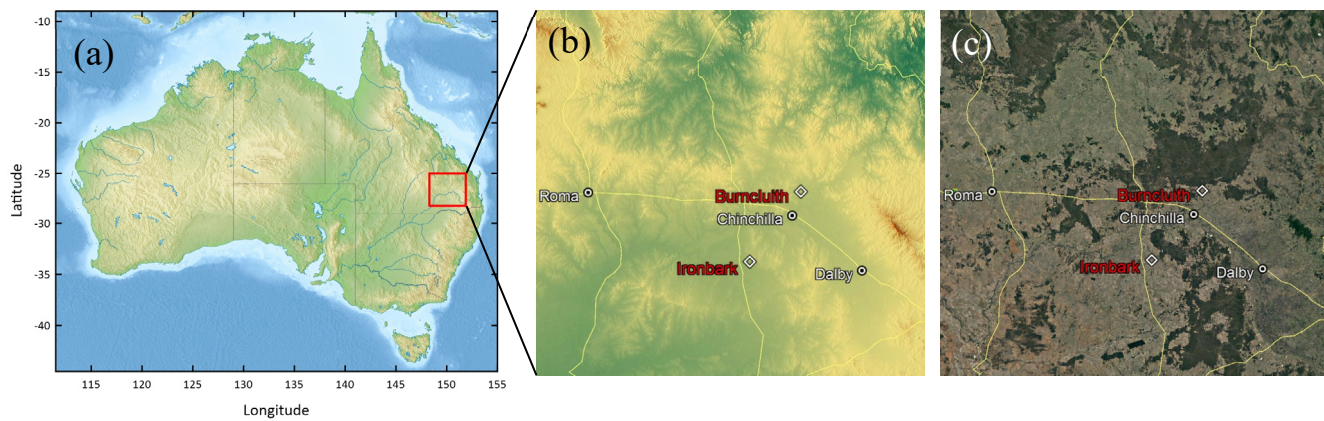 (a)
-9
-15
-20
-25
-30
-35
-40
Latitude
115 120 125 130 135 140 145 150 155
Longitude
(b)
Roma
Burncluith
Chinchilla
Ironbark
Dalby
(c)
Roma
Burncluith
Chinchilla
Ironbark
Dalby